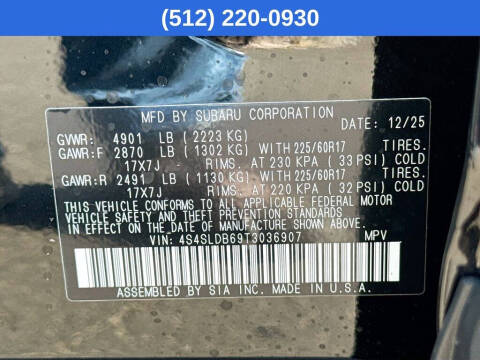 (512) 220-0930
MFD BY SUBARU CORPORATION
DATE: 12/25
GVWR: 4901 LB (2223 KG)
GAWR:F 2870 LB (1302 KG) WITH 225/60R17 TIRES.
17X7J RIMS. AT 230 KPA (33 PSI) COLD
GAWR:R 2491 LB (1130 KG) WITH 225/60R17 TIRES.
17X7J RIMS. AT 220 KPA (32 PSI) COLD
THIS VEHICLE CONFORMS TO ALL APPLICABLE FEDERAL MOTOR
VEHICLE SAFETY AND BUMPER STANDARDS IN EFFECT ON THE
DATE OF MANUFACTURE SHOWN ABOVE.
VIN: 4S4SLDB69T3036907 MPV
ASSEMBLED BY SIA INC. MADE IN U.S.A.